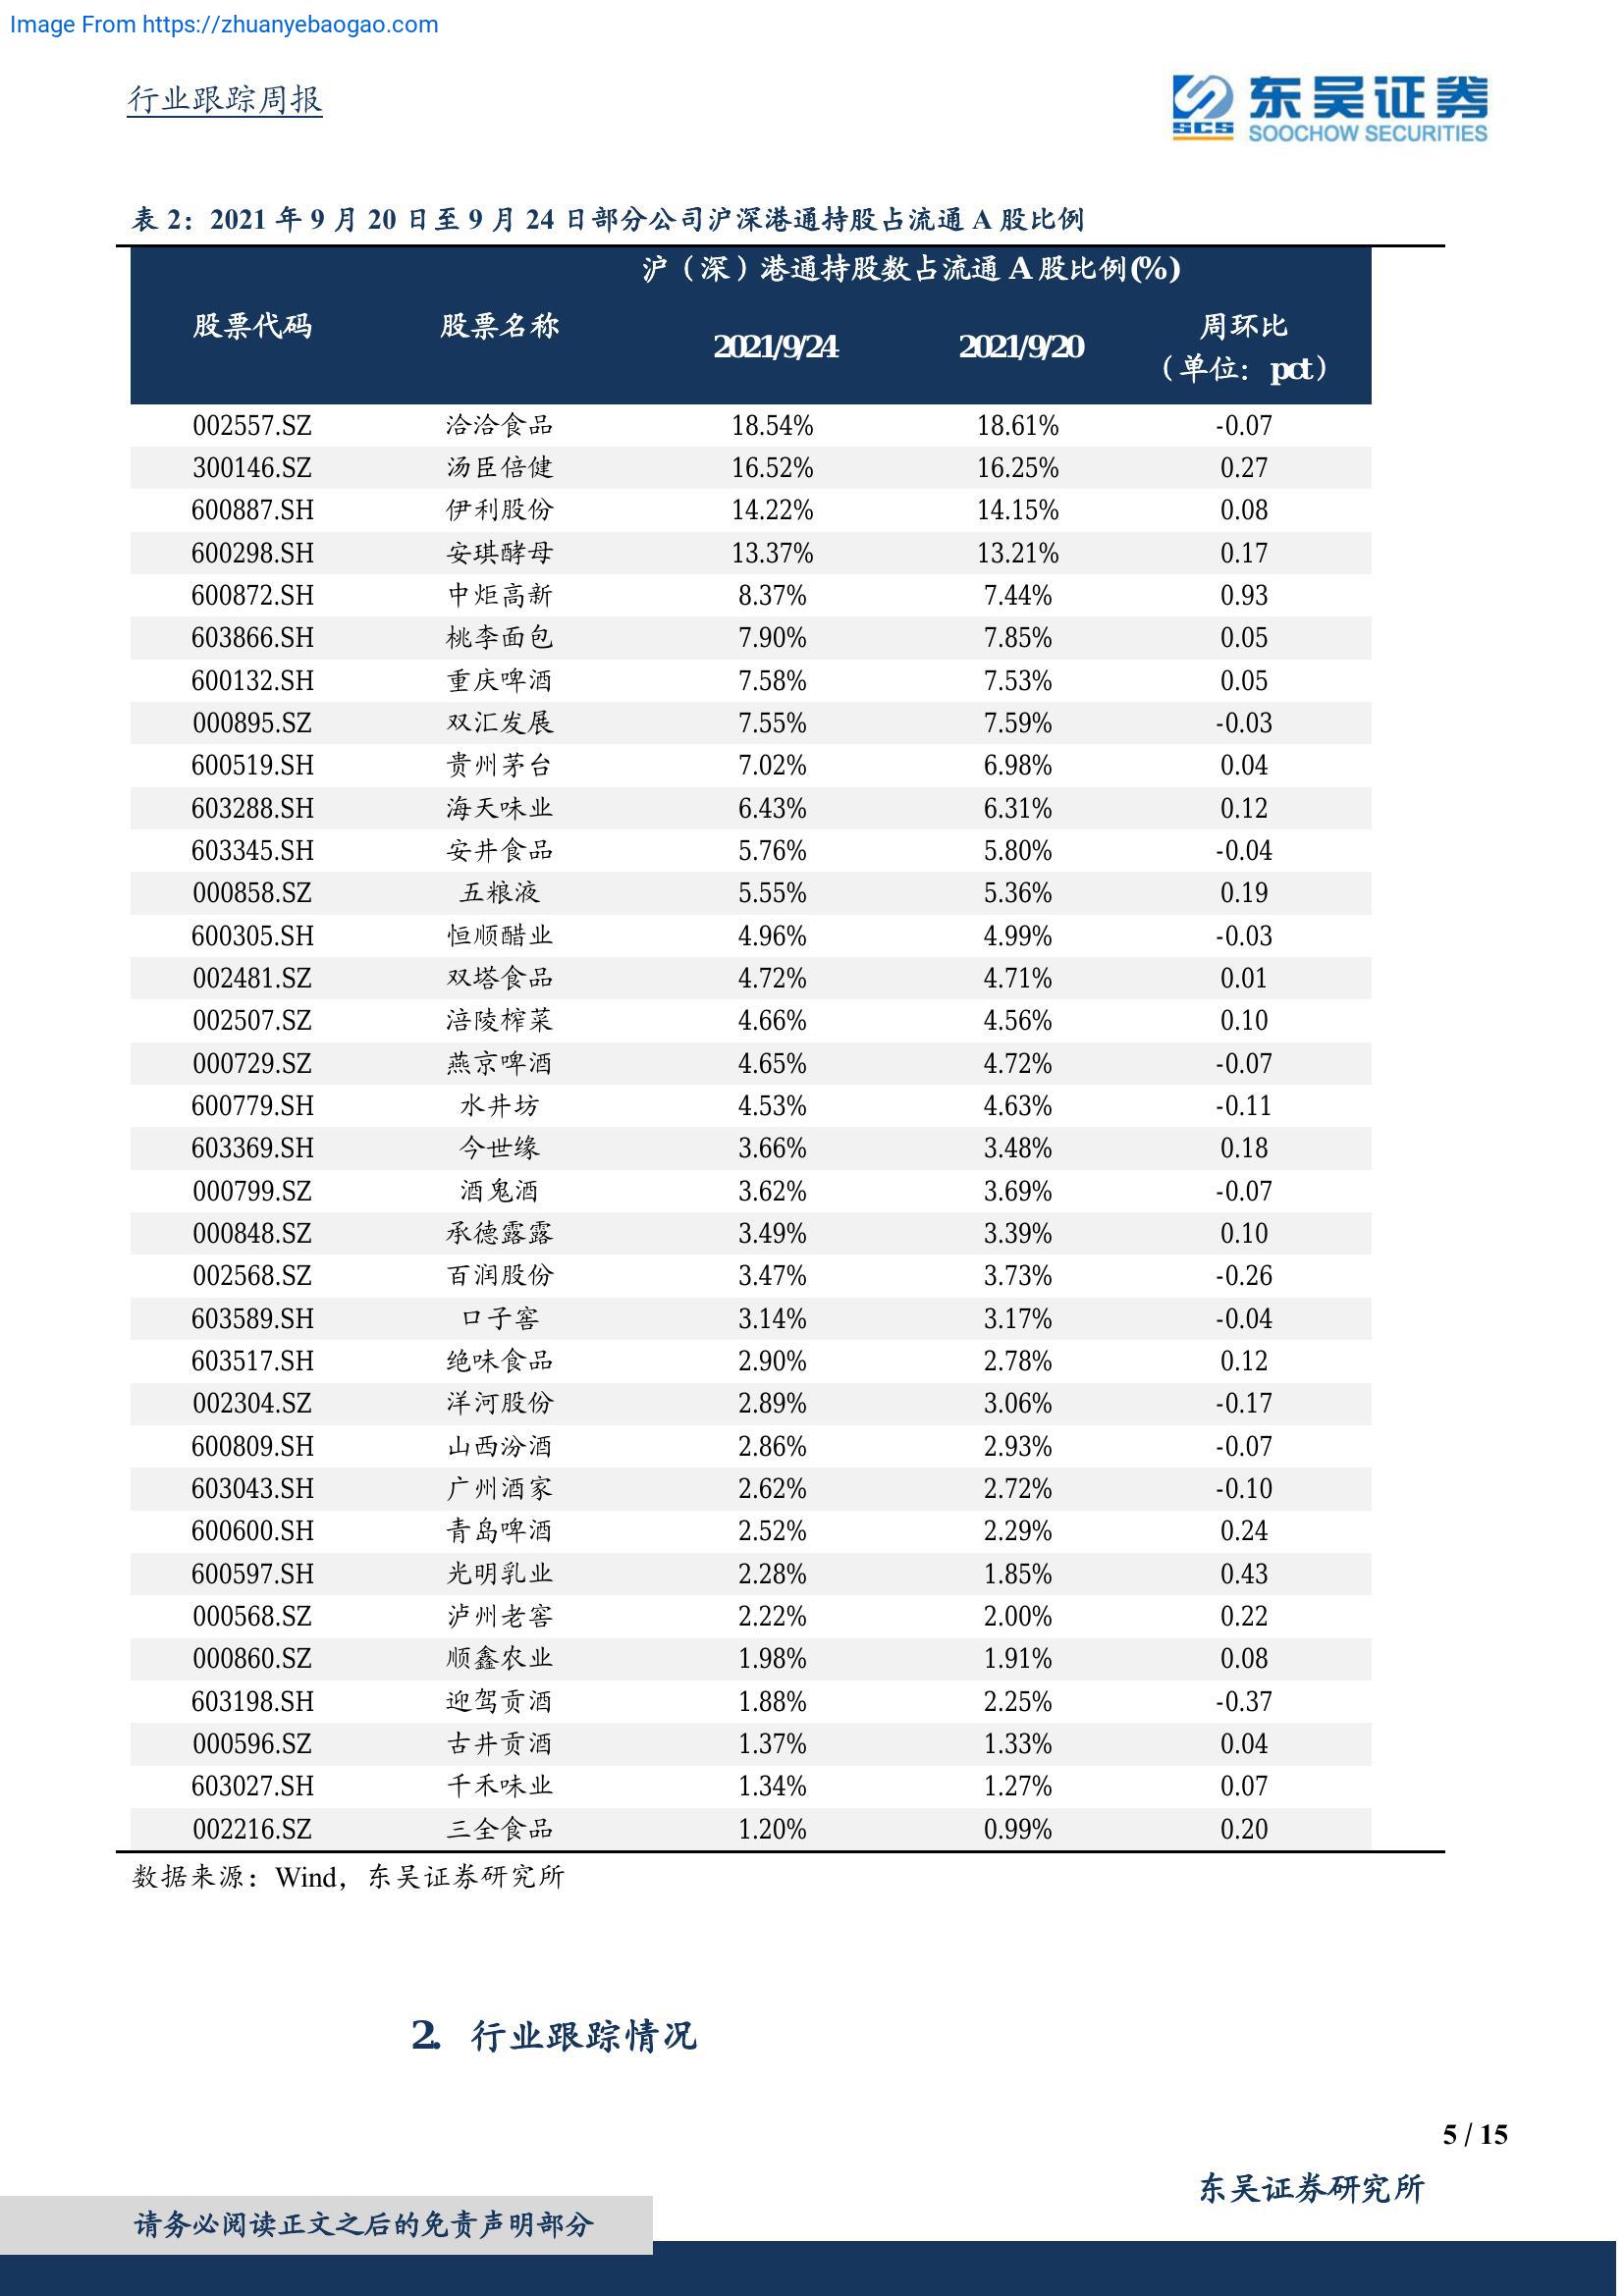 Image From https://zhuanyebaogao.com
行业跟踪周报
SCS 东吴证券
SOOCHOW SECURITIES
表 2：2021 年 9 月 20 日至 9 月 24 日部分公司沪深港通持股占流通 A 股比例
沪（深）港通持股数占流通 A 股比例(%)
股票代码 股票名称 2021/9/24 2021/9/20 周环比
（单位：pct）
002557.SZ 洽洽食品 18.54% 18.61% -0.07
300146.SZ 汤臣倍健 16.52% 16.25% 0.27
600887.SH 伊利股份 14.22% 14.15% 0.08
600298.SH 安琪酵母 13.37% 13.21% 0.17
600872.SH 中炬高新 8.37% 7.44% 0.93
603866.SH 桃李面包 7.90% 7.85% 0.05
600132.SH 重庆啤酒 7.58% 7.53% 0.05
000895.SZ 双汇发展 7.55% 7.59% -0.03
600519.SH 贵州茅台 7.02% 6.98% 0.04
603288.SH 海天味业 6.43% 6.31% 0.12
603345.SH 安井食品 5.76% 5.80% -0.04
000858.SZ 五粮液 5.55% 5.36% 0.19
600305.SH 恒顺醋业 4.96% 4.99% -0.03
002481.SZ 双塔食品 4.72% 4.71% 0.01
002507.SZ 涪陵榨菜 4.66% 4.56% 0.10
000729.SZ 燕京啤酒 4.65% 4.72% -0.07
600779.SH 水井坊 4.53% 4.63% -0.11
603369.SH 今世缘 3.66% 3.48% 0.18
000799.SZ 酒鬼酒 3.62% 3.69% -0.07
000848.SZ 承德露露 3.49% 3.39% 0.10
002568.SZ 百润股份 3.47% 3.73% -0.26
603589.SH 口子窖 3.14% 3.17% -0.04
603517.SH 绝味食品 2.90% 2.78% 0.12
002304.SZ 洋河股份 2.89% 3.06% -0.17
600809.SH 山西汾酒 2.86% 2.93% -0.07
603043.SH 广州酒家 2.62% 2.72% -0.10
600600.SH 青岛啤酒 2.52% 2.29% 0.24
600597.SH 光明乳业 2.28% 1.85% 0.43
000568.SZ 泸州老窖 2.22% 2.00% 0.22
000860.SZ 顺鑫农业 1.98% 1.91% 0.08
603198.SH 迎驾贡酒 1.88% 2.25% -0.37
000596.SZ 古井贡酒 1.37% 1.33% 0.04
603027.SH 千禾味业 1.34% 1.27% 0.07
002216.SZ 三全食品 1.20% 0.99% 0.20
数据来源：Wind，东吴证券研究所
2. 行业跟踪情况
5 / 15
东吴证券研究所
请务必阅读正文之后的免责声明部分